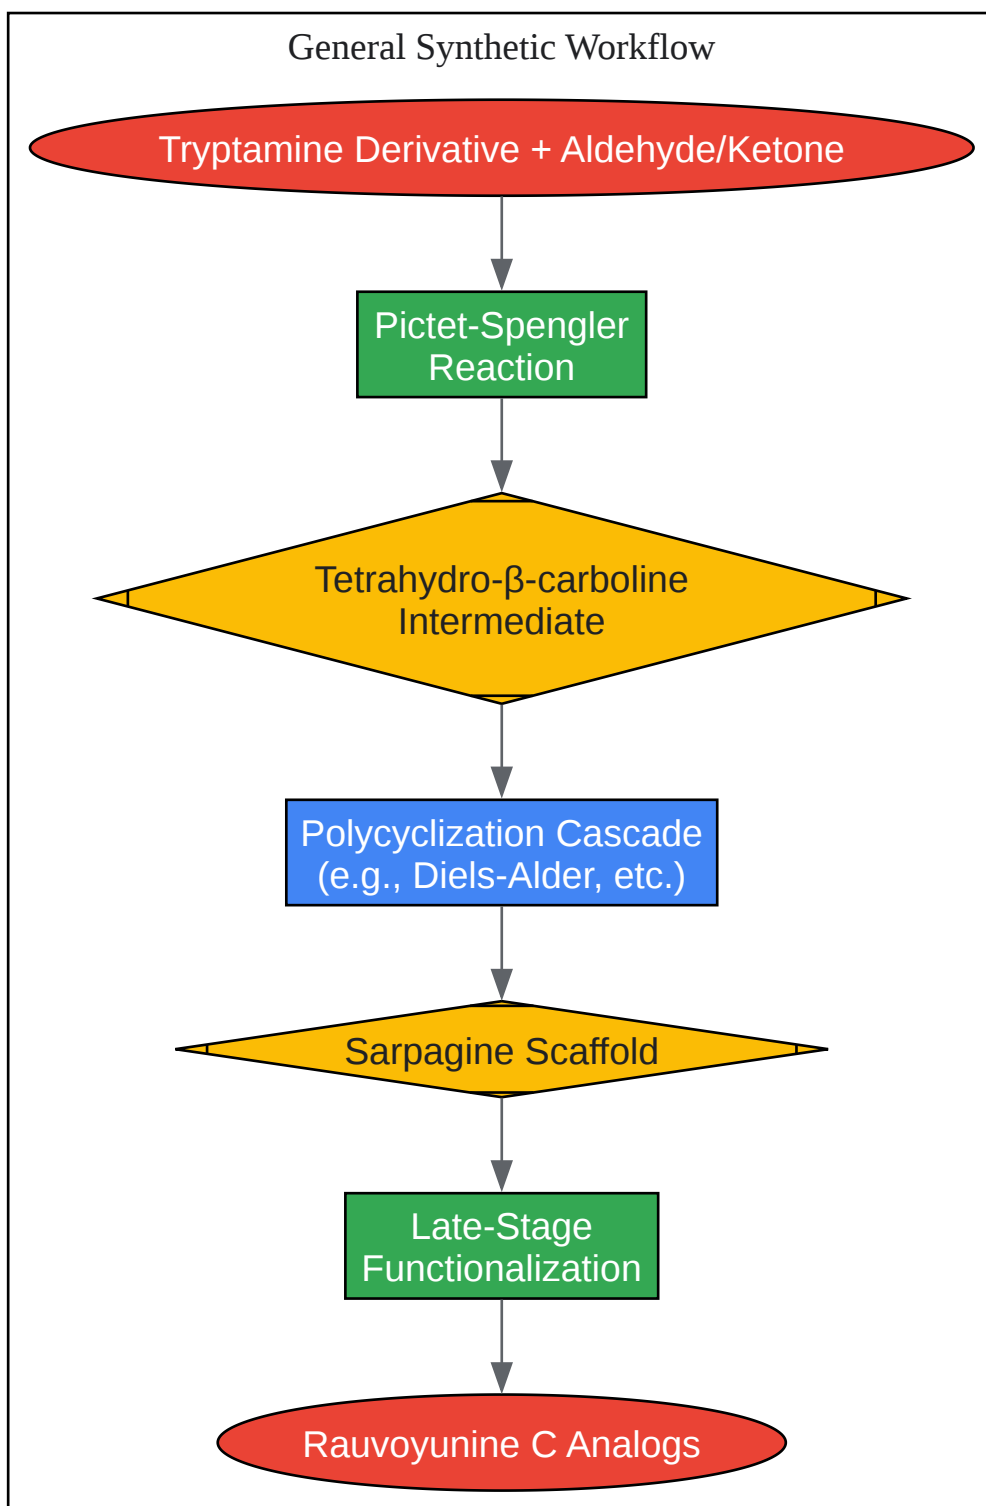 General Synthetic Workflow
Tryptamine Derivative + Aldehyde/Ketone
Pictet-Spengler
Reaction
Tetrahydro-β-carboline
Intermediate
Polycyclization Cascade
(e.g., Diels-Alder, etc.)
Sarpagine Scaffold
Late-Stage
Functionalization
Rauvoyunine C Analogs